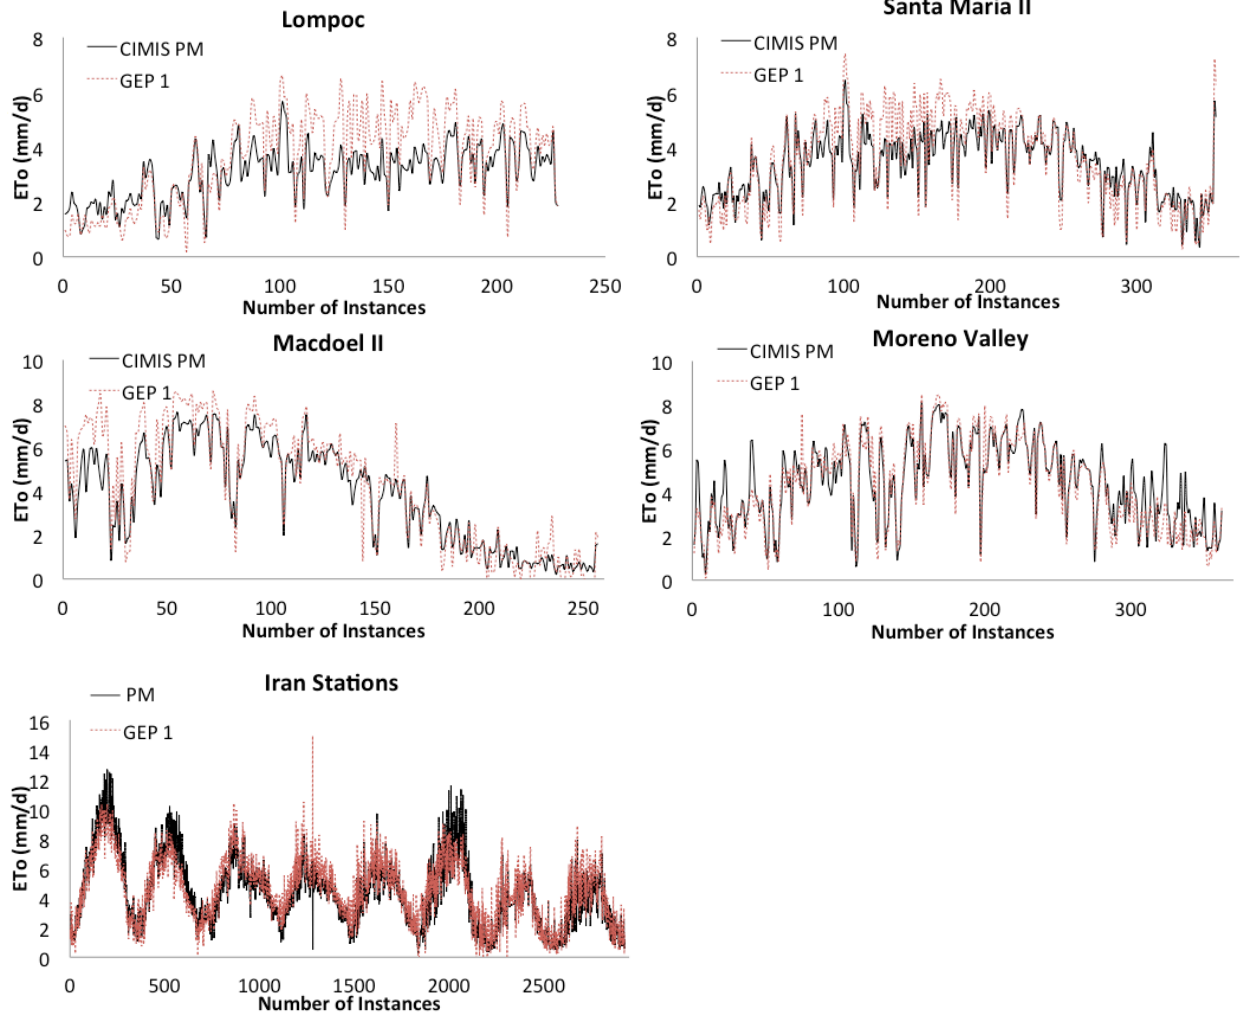 Lompoc
CIMIS PM
GEP 1
ETo (mm/d)
8
6
4
2
0
0 50 100 150 200 250
Number of Instances
Santa Maria II
CIMIS PM
GEP 1
ETo (mm/d)
8
6
4
2
0
0 100 200 300
Number of Instances
Macdoel II
CIMIS PM
GEP 1
ETo (mm/d)
10
8
6
4
2
0
0 50 100 150 200 250
Number of Instances
Moreno Valley
CIMIS PM
GEP 1
ETo (mm/d)
10
8
6
4
2
0
0 100 200 300
Number of Instances
Iran Stations
PM
GEP 1
ETo (mm/d)
16
14
12
10
8
6
4
2
0
0 500 1000 1500 2000 2500
Number of Instances